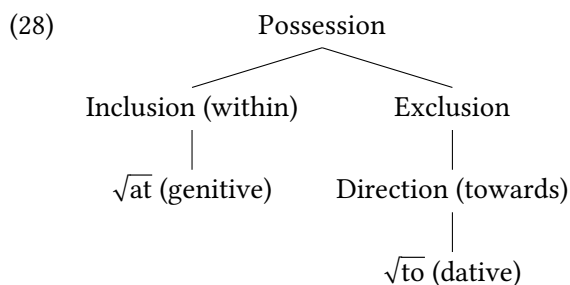 (28) Possession
Inclusion (within) Exclusion
√at (genitive) Direction (towards)
√to (dative)